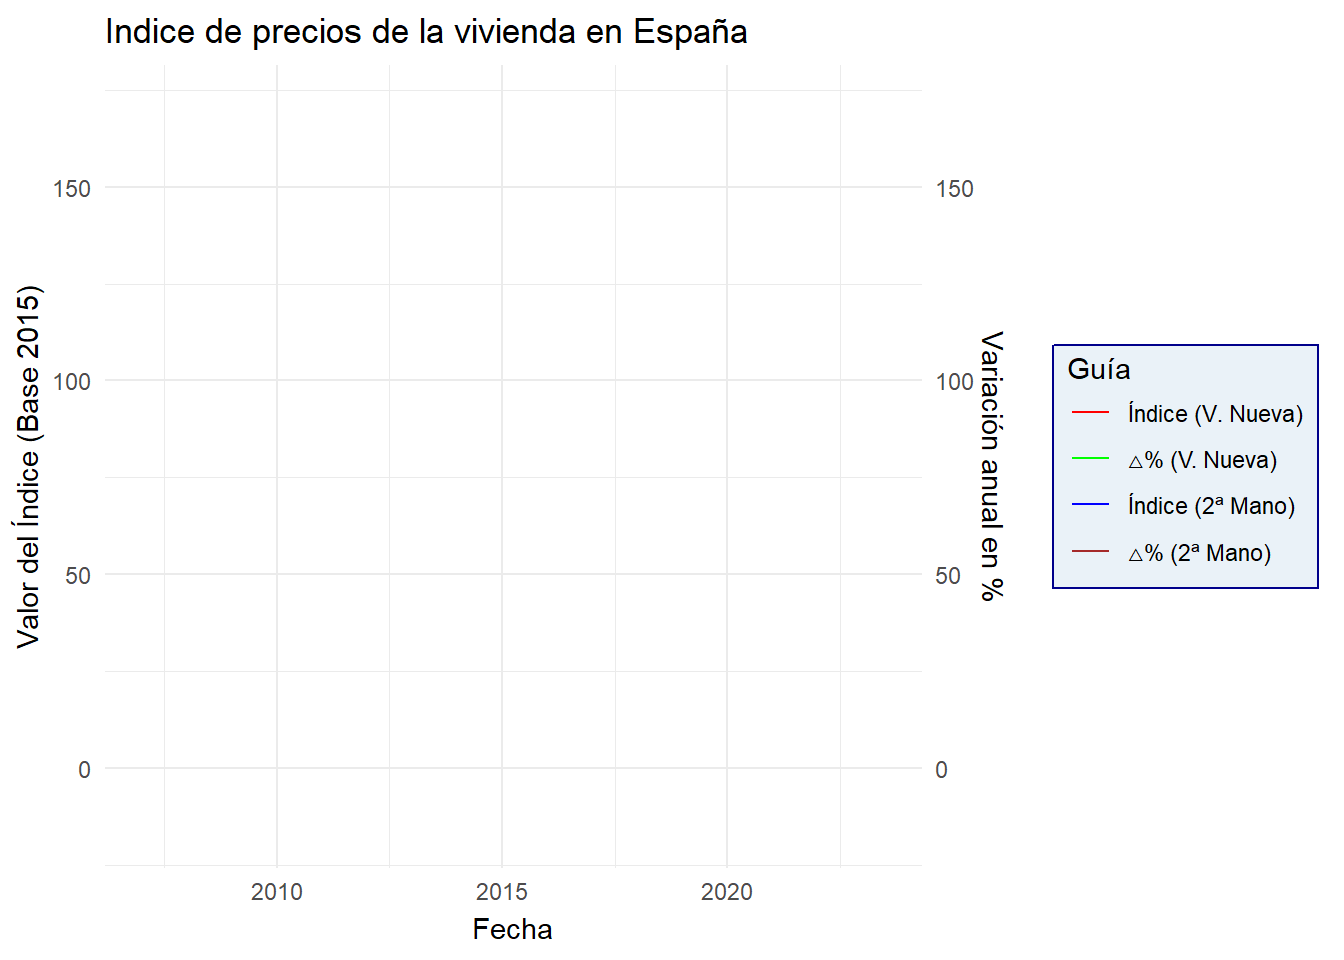 Indice de precios de la vivienda en España
Valor del Índice (Base 2015)
150
100
50
0
150
100
50
0
Variación anual en %
2010
2015
2020
Fecha
Guía
Índice (V. Nueva)
△% (V. Nueva)
Índice (2ª Mano)
△% (2ª Mano)